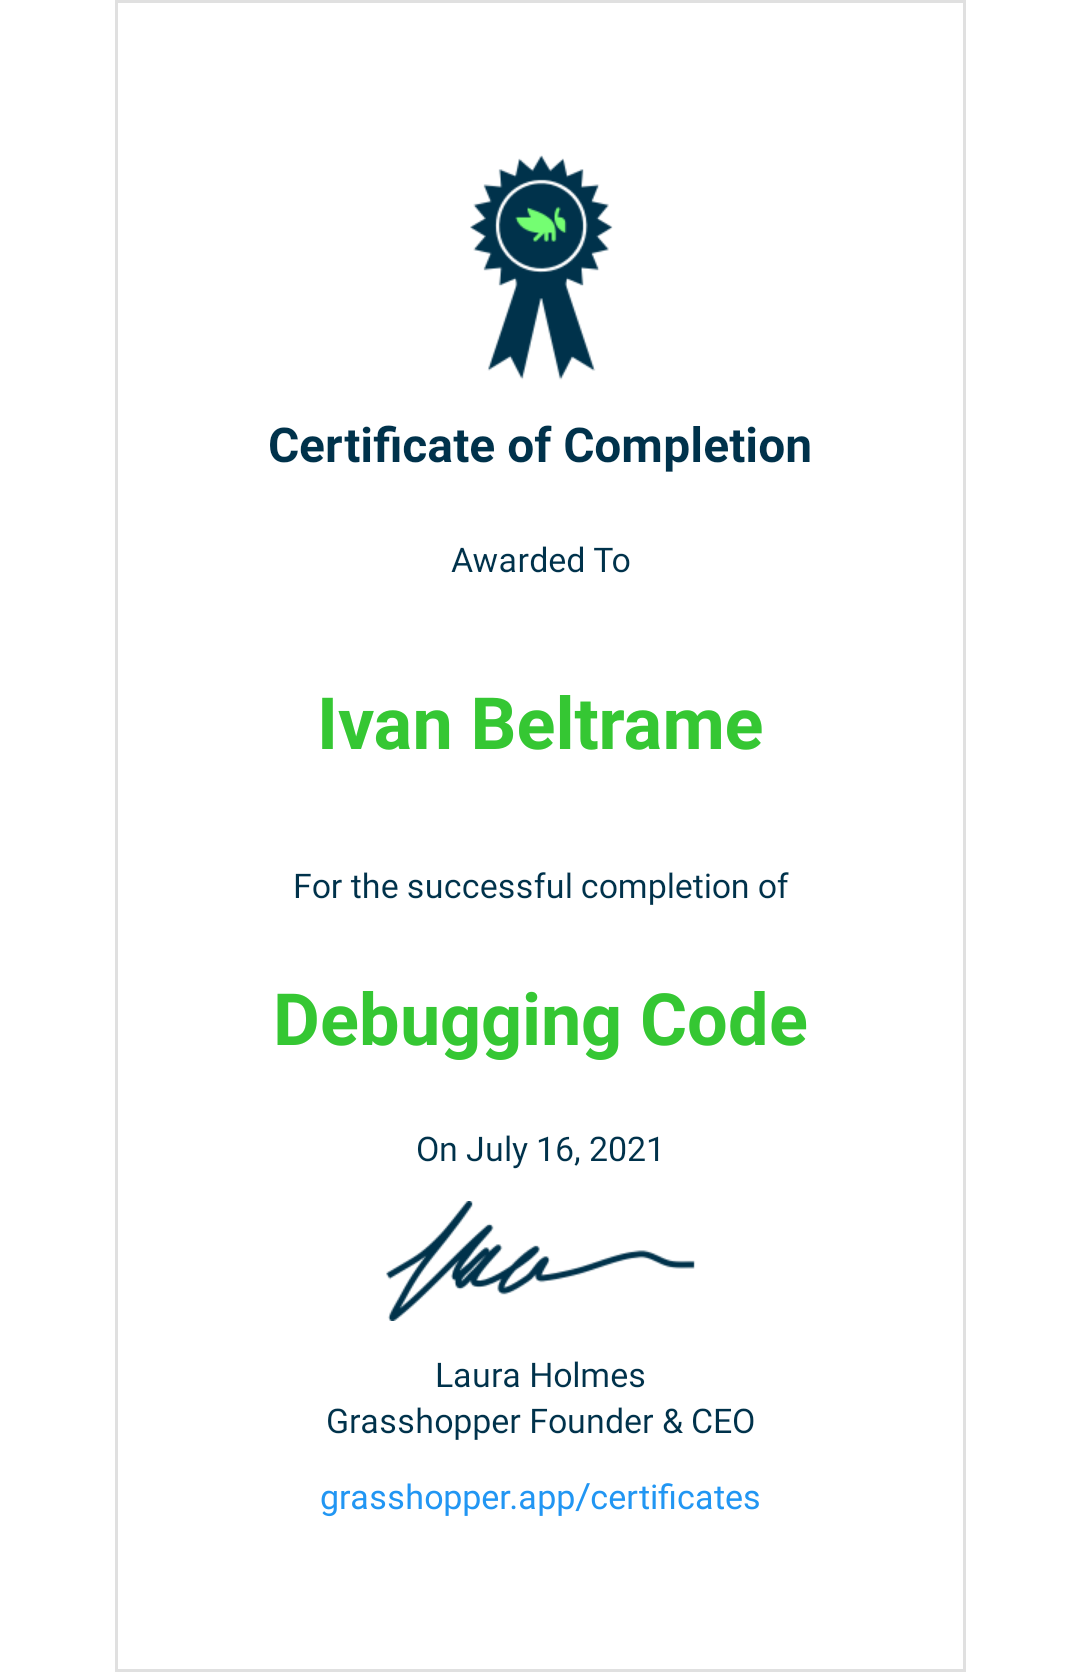 Certificate of Completion
Awarded To
Ivan Beltrame
For the successful completion of
Debugging Code
On July 16, 2021
Laura Holmes
Grasshopper Founder & CEO
grasshopper.app/certificates